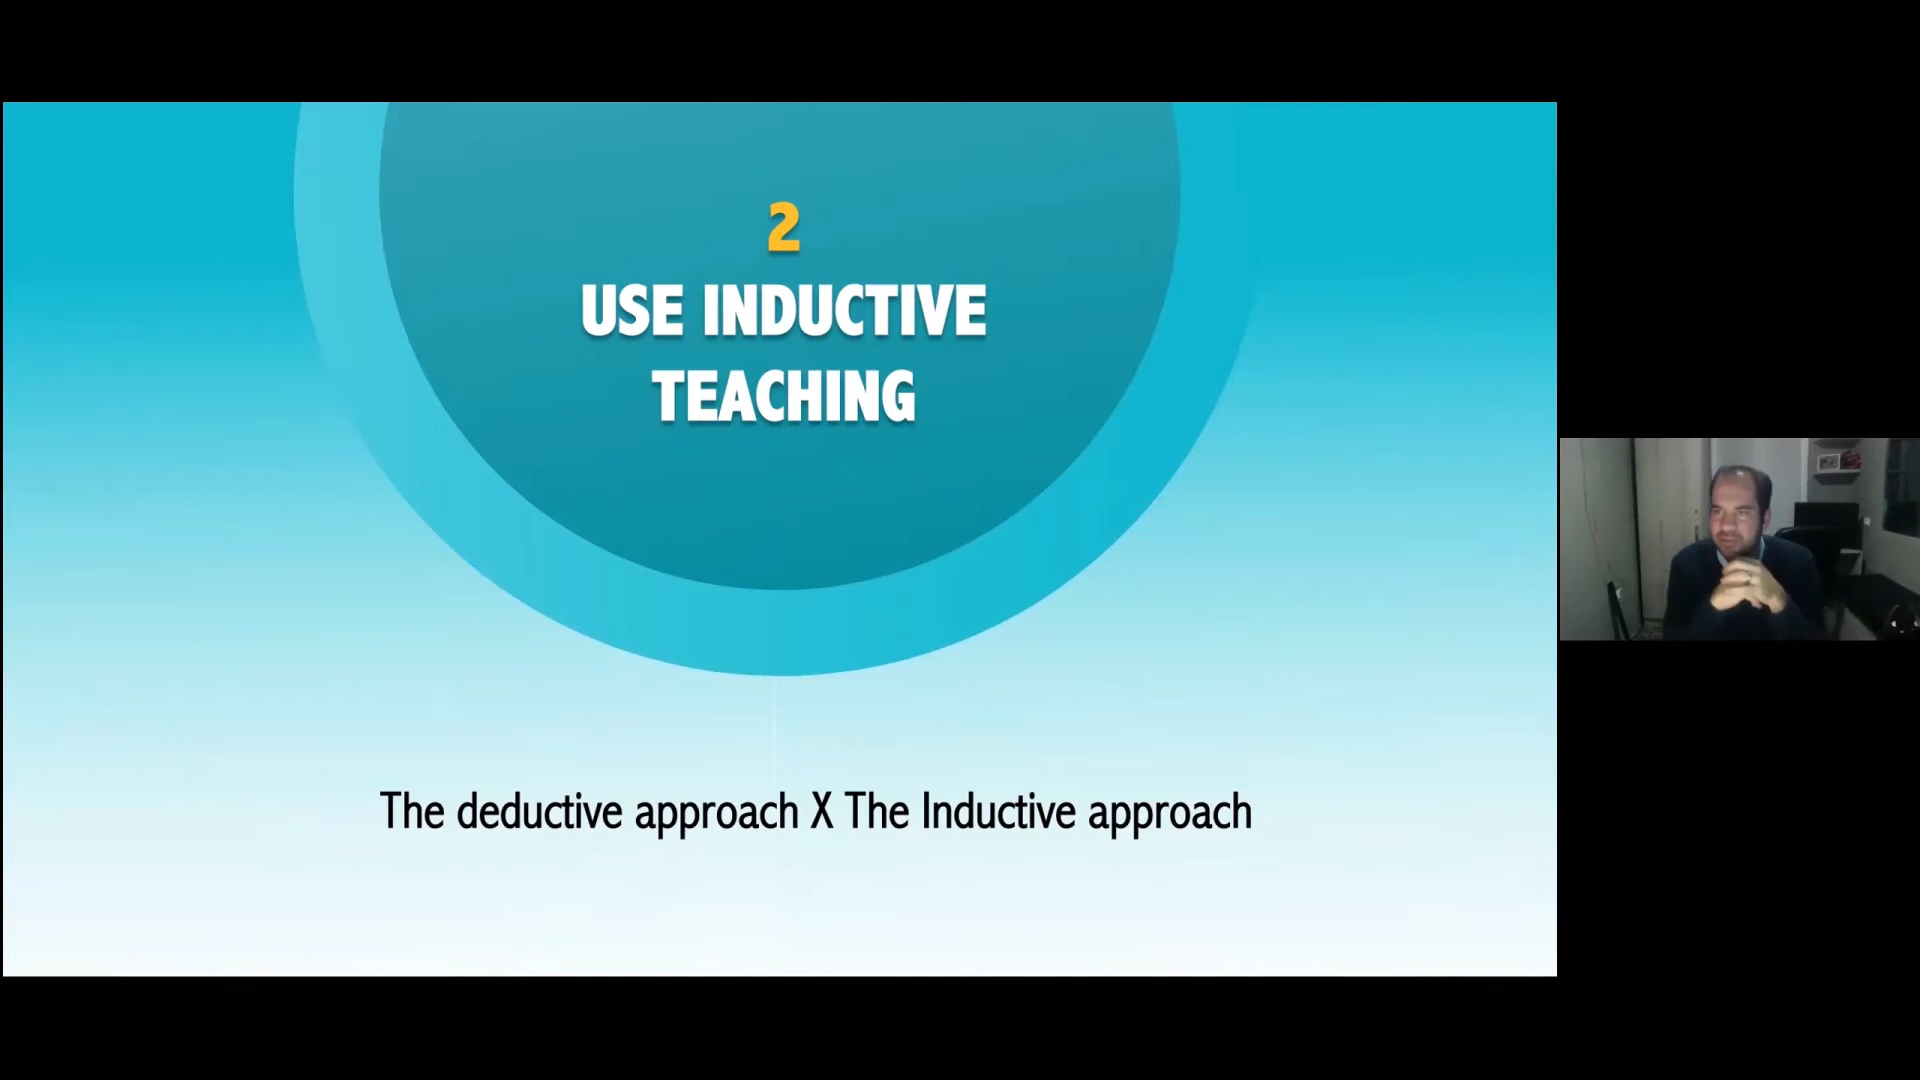 2
USE INDUCTIVE
TEACHING
The deductive approach X The Inductive approach